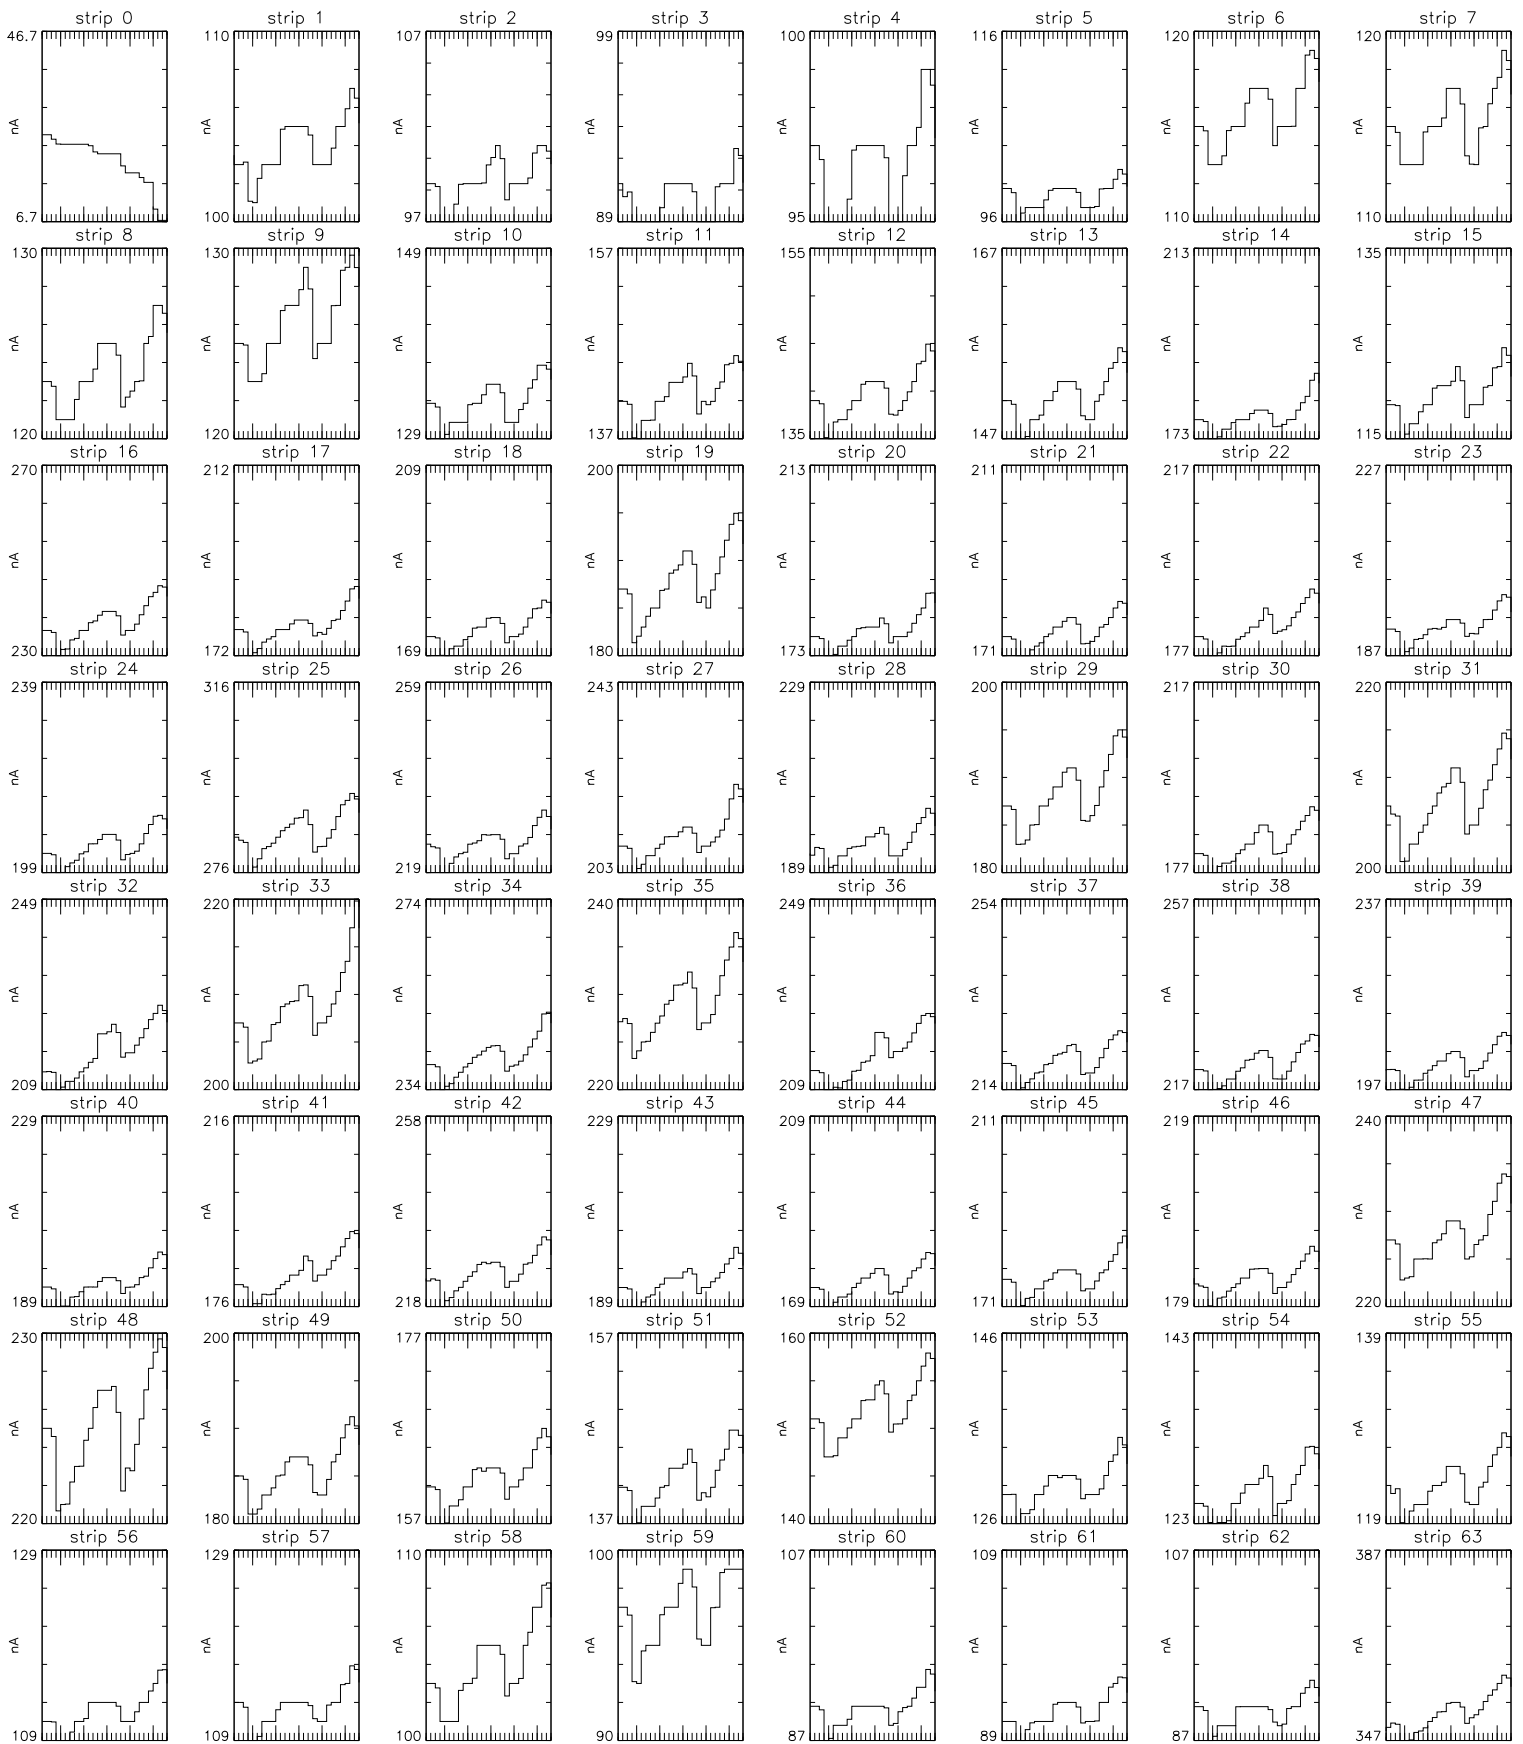 strip 0 strip 1 strip 2 strip 3 strip 4 strip 5 strip 6 strip 7
46.7 110 107 99 100 116 120 120
nA nA nA nA nA nA nA nA
6.7 100 97 89 95 96 110 110
strip 8 strip 9 strip 10 strip 11 strip 12 strip 13 strip 14 strip 15
130 130 149 157 155 167 213 135
nA nA nA nA nA nA nA nA
120 120 129 137 135 147 173 115
strip 16 strip 17 strip 18 strip 19 strip 20 strip 21 strip 22 strip 23
270 212 209 200 213 211 217 227
nA nA nA nA nA nA nA nA
230 172 169 180 173 171 177 187
strip 24 strip 25 strip 26 strip 27 strip 28 strip 29 strip 30 strip 31
239 316 259 243 229 200 217 220
nA nA nA nA nA nA nA nA
199 276 219 203 189 180 177 200
strip 32 strip 33 strip 34 strip 35 strip 36 strip 37 strip 38 strip 39
249 220 274 240 249 254 257 237
nA nA nA nA nA nA nA nA
209 200 234 220 209 214 217 197
strip 40 strip 41 strip 42 strip 43 strip 44 strip 45 strip 46 strip 47
229 216 258 229 209 211 219 240
nA nA nA nA nA nA nA nA
189 176 218 189 169 171 179 220
strip 48 strip 49 strip 50 strip 51 strip 52 strip 53 strip 54 strip 55
230 200 177 157 160 146 143 139
nA nA nA nA nA nA nA nA
220 180 157 137 140 126 123 119
strip 56 strip 57 strip 58 strip 59 strip 60 strip 61 strip 62 strip 63
129 129 110 100 107 109 107 387
nA nA nA nA nA nA nA nA
109 109 100 90 87 89 87 347